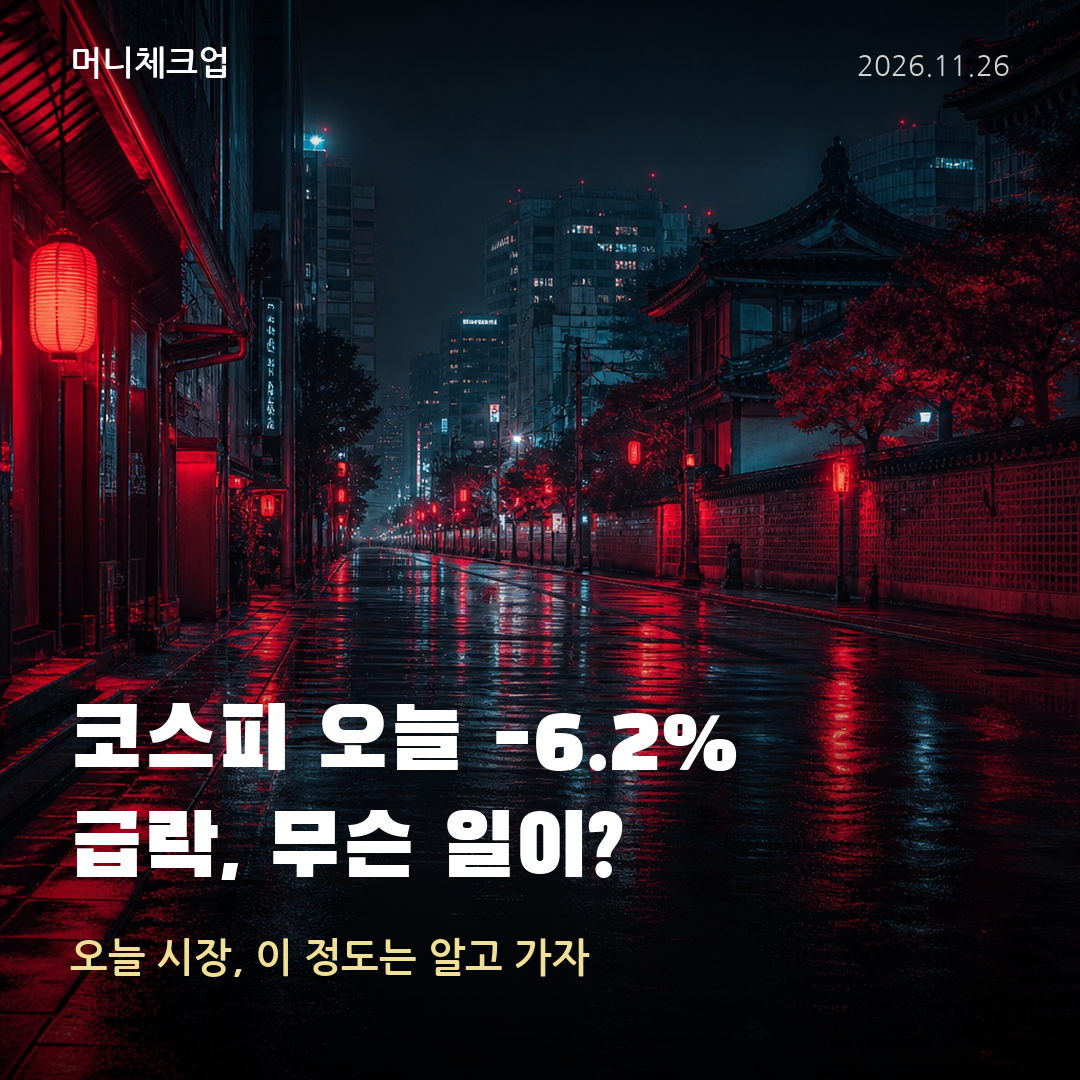 머니체크업
2026.11.26
코스피 오늘 -6.2%
급락, 무슨 일이?
오늘 시장, 이 정도는 알고 가자